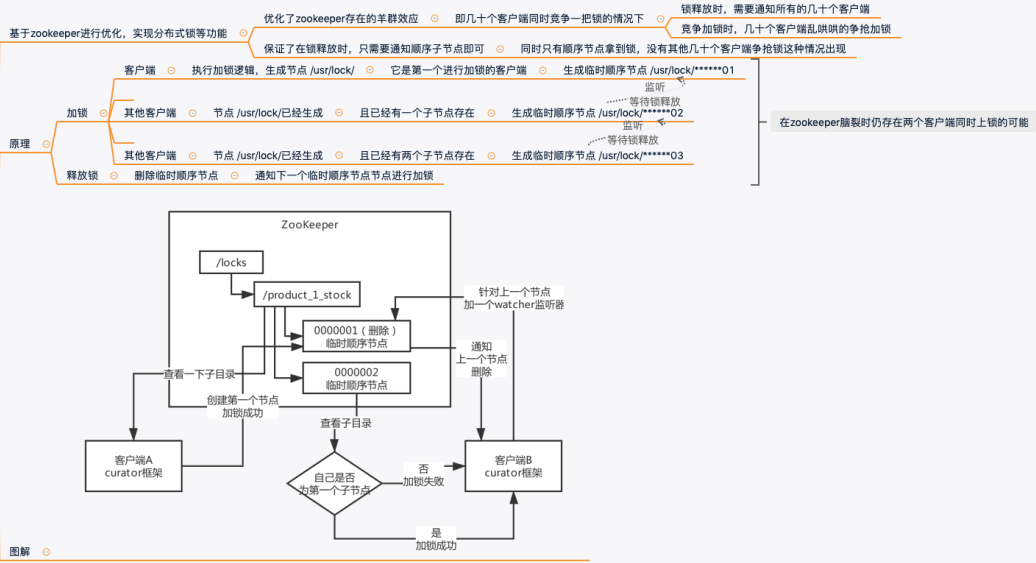 基于zookeeper进行优化，实现分布式锁等功能
优化了zookeeper存在的羊群效应
即几十个客户端同时竞争一把锁的情况下
锁释放时，需要通知所有的几十个客户端
竞争加锁时，几十个客户端乱哄哄的争抢加锁
保证了在锁释放时，只需要通知顺序子节点即可
同时只有顺序节点拿到锁，没有其他几十个客户端争抢锁这种情况出现
原理
加锁
客户端
执行加锁逻辑，生成节点 /usr/lock/
它是第一个进行加锁的客户端
生成临时顺序节点 /usr/lock/******01
监听
等待锁释放
其他客户端
节点 /usr/lock/已经生成
且已经有一个子节点存在
生成临时顺序节点 /usr/lock/******02
监听
等待锁释放
其他客户端
节点 /usr/lock/已经生成
且已经有两个子节点存在
生成临时顺序节点 /usr/lock/******03
在zookeeper脑裂时仍存在两个客户端同时上锁的可能
释放锁
删除临时顺序节点
通知下一个临时顺序节点节点进行加锁
ZooKeeper
/locks
/product_1_stock
针对上一个节点
加一个watcher监听器
0000001（删除）
临时顺序节点
通知
上一个节点
删除
0000002
临时顺序节点
查看一下子目录
创建第一个节点
加锁成功
查看子目录
客户端A
curator框架
自己是否
为第一个子节点
否
加锁失败
客户端B
curator框架
是
加锁成功
图解